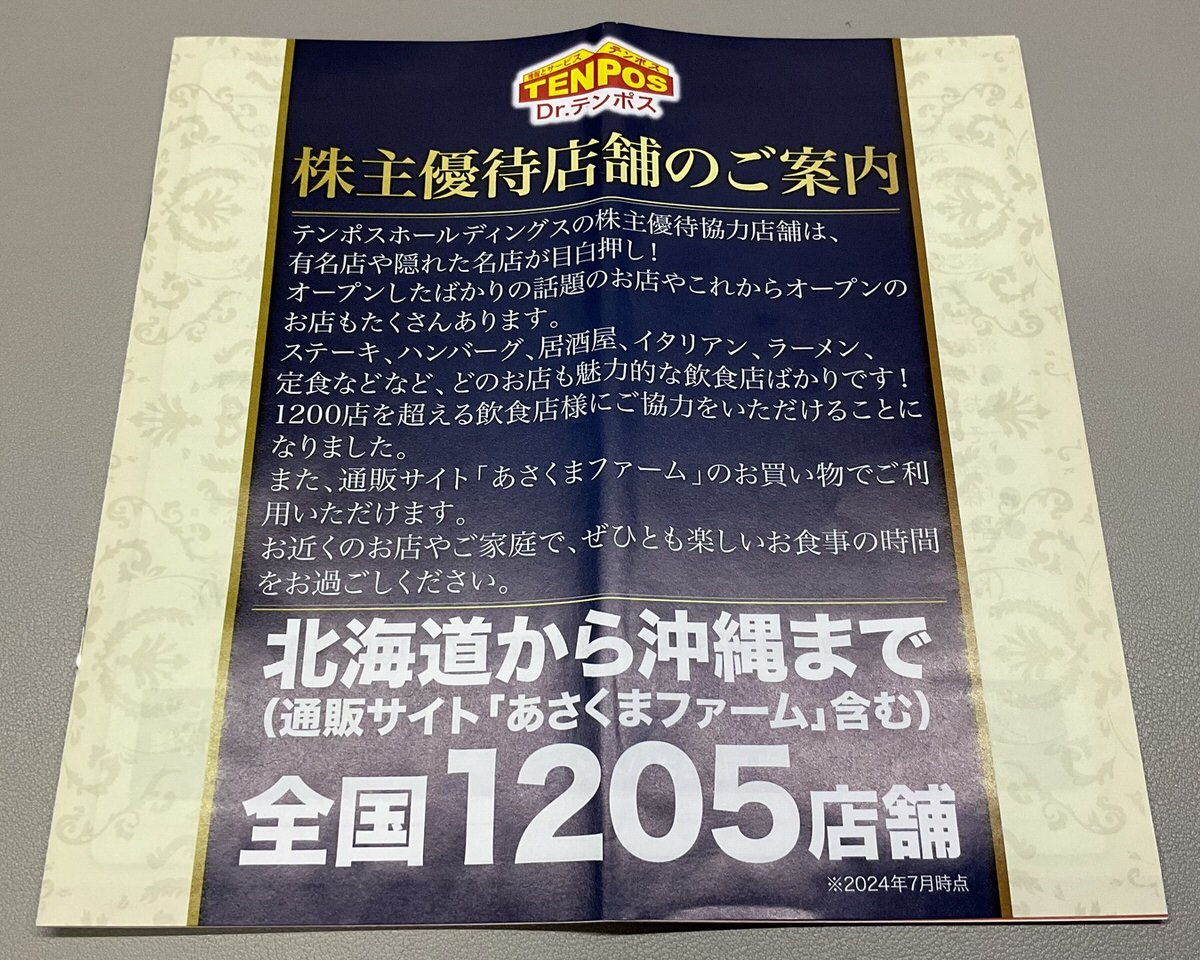 情報とサービス テンポス
TENPOS
Dr.テンポス
株主優待店舗のご案内
テンポスホールディングスの株主優待協力店舗は、
有名店や隠れた名店が目白押し！
オープンしたばかりの話題のお店やこれからオープンの
お店もたくさんあります。
ステーキ、ハンバーグ、居酒屋、イタリアン、ラーメン、
定食などなど、どのお店も魅力的な飲食店ばかりです！
1200店を超える飲食店様にご協力をいただけることに
なりました。
また、通販サイト「あさくまファーム」のお買い物でご利
用いただけます。
お近くのお店やご家庭で、ぜひとも楽しいお食事の時間
をお過ごしください。
北海道から沖縄まで
（通販サイト「あさくまファーム」含む）
全国1205店舗
※2024年7月時点